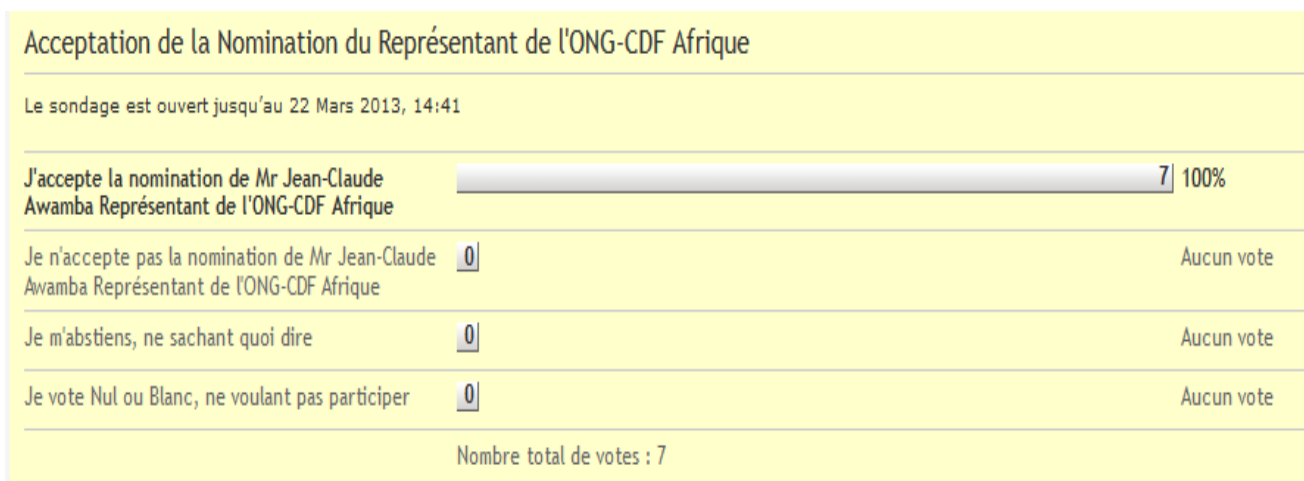 Acceptation de la Nomination du Représentant de l'ONG-CDF Afrique
Le sondage est ouvert jusqu'au 22 Mars 2013, 14:41
J'accepte la nomination de Mr Jean-Claude
Awamba Représentant de l'ONG-CDF Afrique
7 100%
Je n'accepte pas la nomination de Mr Jean-Claude
Awamba Représentant de l'ONG-CDF Afrique
0 Aucun vote
Je m'abstiens, ne sachant quoi dire 0 Aucun vote
Je vote Nul ou Blanc, ne voulant pas participer 0 Aucun vote
Nombre total de votes : 7